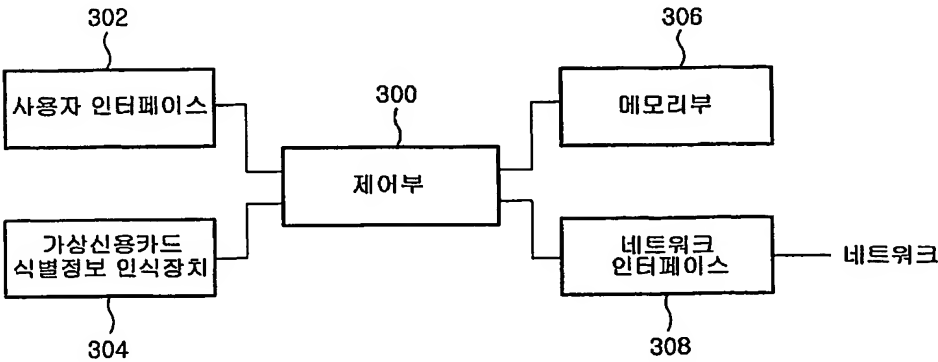 302
사용자 인터페이스
300
제어부
306
메모리부
가상신용카드
식별정보 인식장치
304
네트워크
인터페이스
308
네트워크